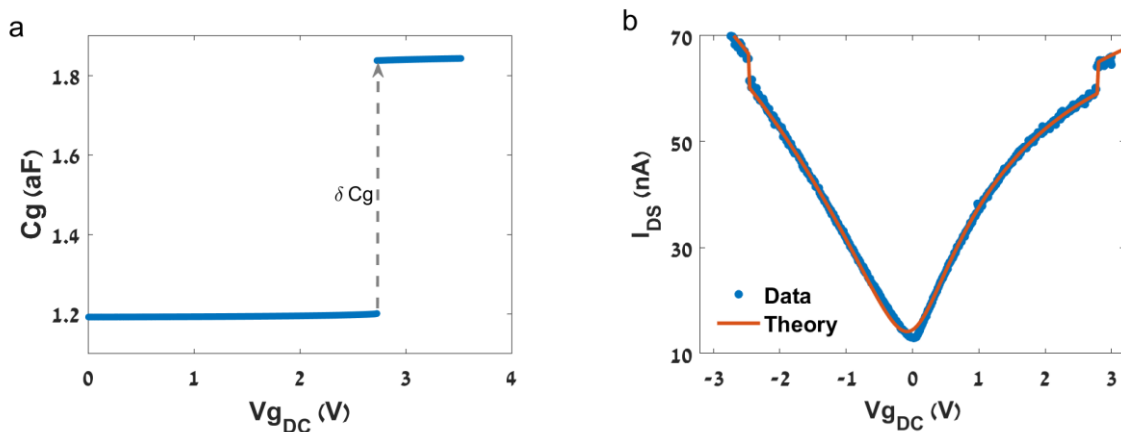 a
1.8
1.6
1.4
1.2
Cg (aF)
δ Cg
0 1 2 3 4
Vg_DC (V)
b
70
50
30
10
I_DS (nA)
Data
Theory
-3 -2 -1 0 1 2 3
Vg_DC (V)